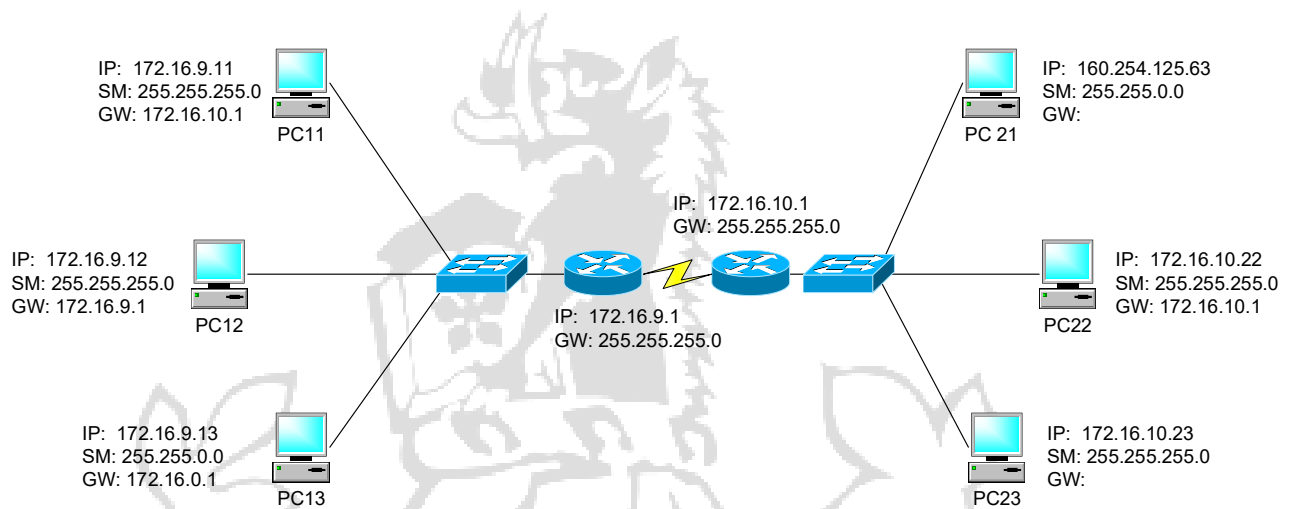 IP: 172.16.9.11
SM: 255.255.255.0
GW: 172.16.10.1
PC11
IP: 160.254.125.63
SM: 255.255.0.0
GW:
PC 21
IP: 172.16.10.1
GW: 255.255.255.0
IP: 172.16.9.12
SM: 255.255.255.0
GW: 172.16.9.1
PC12
IP: 172.16.9.1
GW: 255.255.255.0
IP: 172.16.10.22
SM: 255.255.255.0
GW: 172.16.10.1
PC22
IP: 172.16.9.13
SM: 255.255.0.0
GW: 172.16.0.1
PC13
IP: 172.16.10.23
SM: 255.255.255.0
GW:
PC23